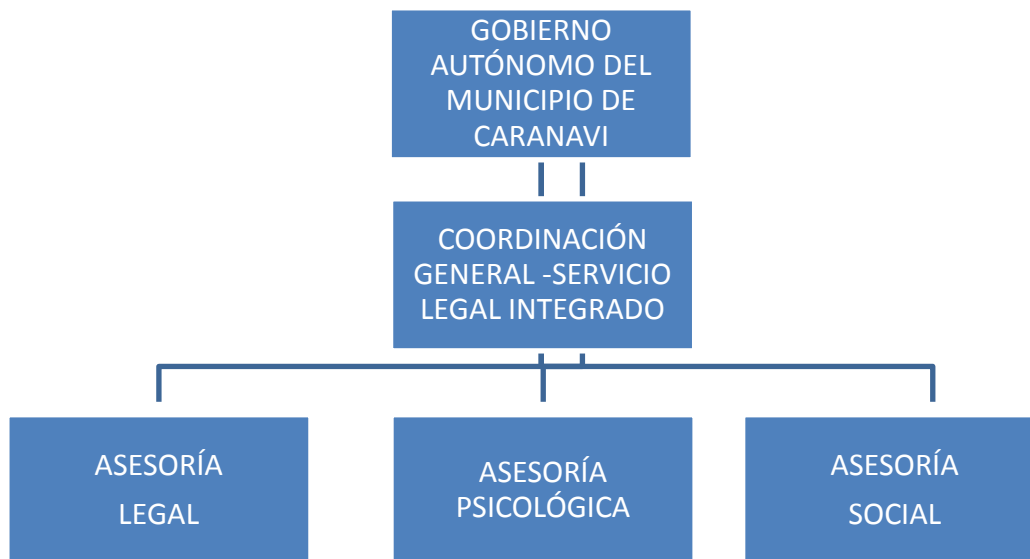 GOBIERNO
AUTÓNOMO DEL
MUNICIPIO DE
CARANAVI
COORDINACIÓN
GENERAL -SERVICIO
LEGAL INTEGRADO
ASESORÍA
LEGAL
ASESORÍA
PSICOLÓGICA
ASESORÍA
SOCIAL